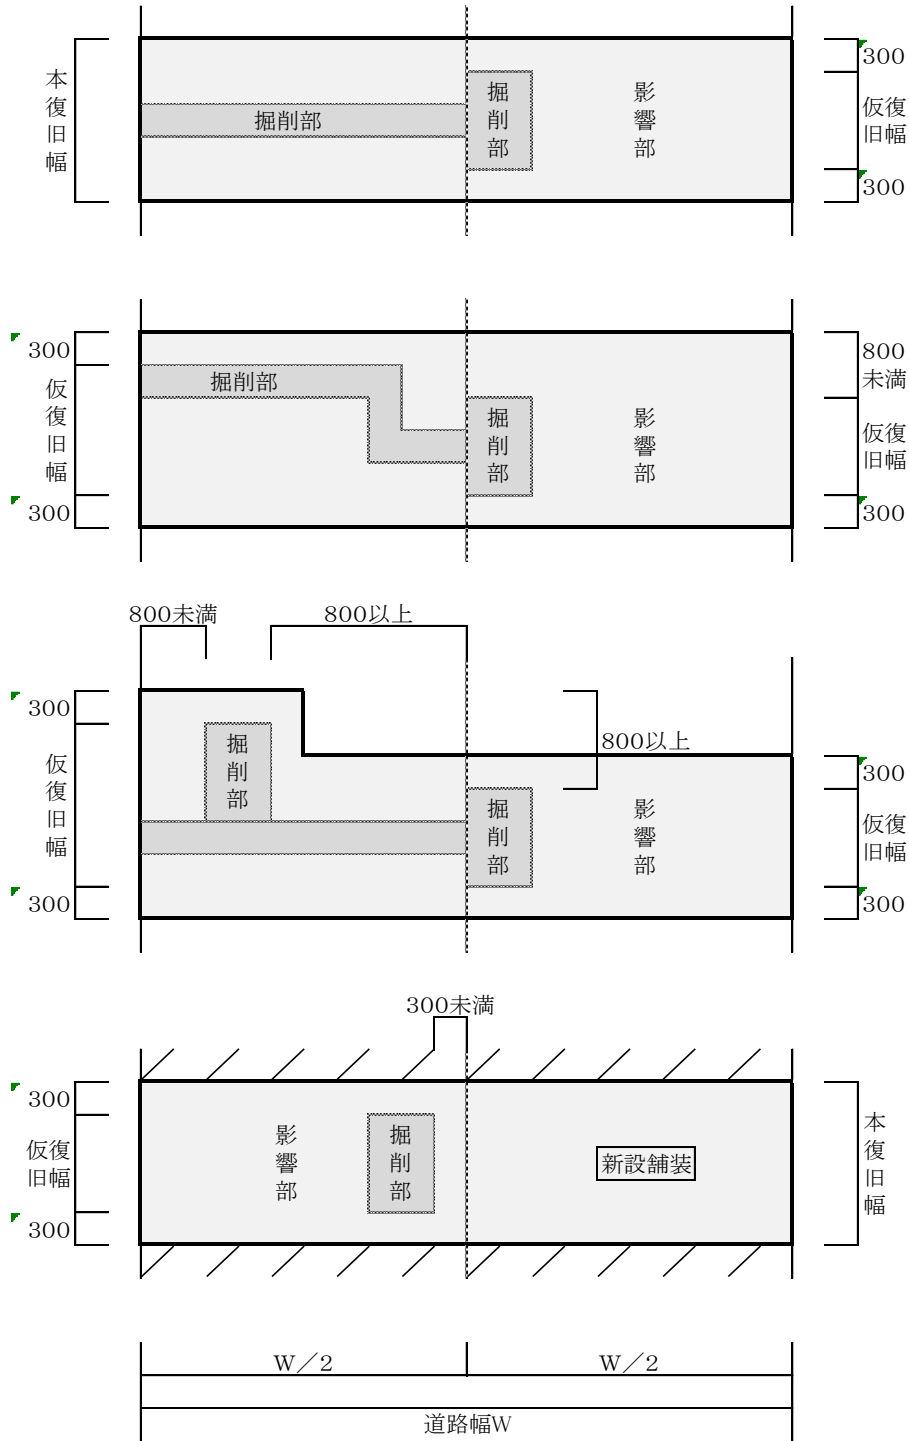 本復旧幅
掘削部
掘削部
影響部
300
仮復
旧幅
300
300
仮復旧幅
300
掘削部
掘削部
影響部
800
未満
仮復
旧幅
300
800未満
800以上
300
仮復旧幅
300
掘削部
800以上
掘削部
影響部
300
仮復
旧幅
300
300未満
300
仮復
旧幅
300
影響部
掘削部
新設舗装
本復旧幅
W／2
W／2
道路幅W